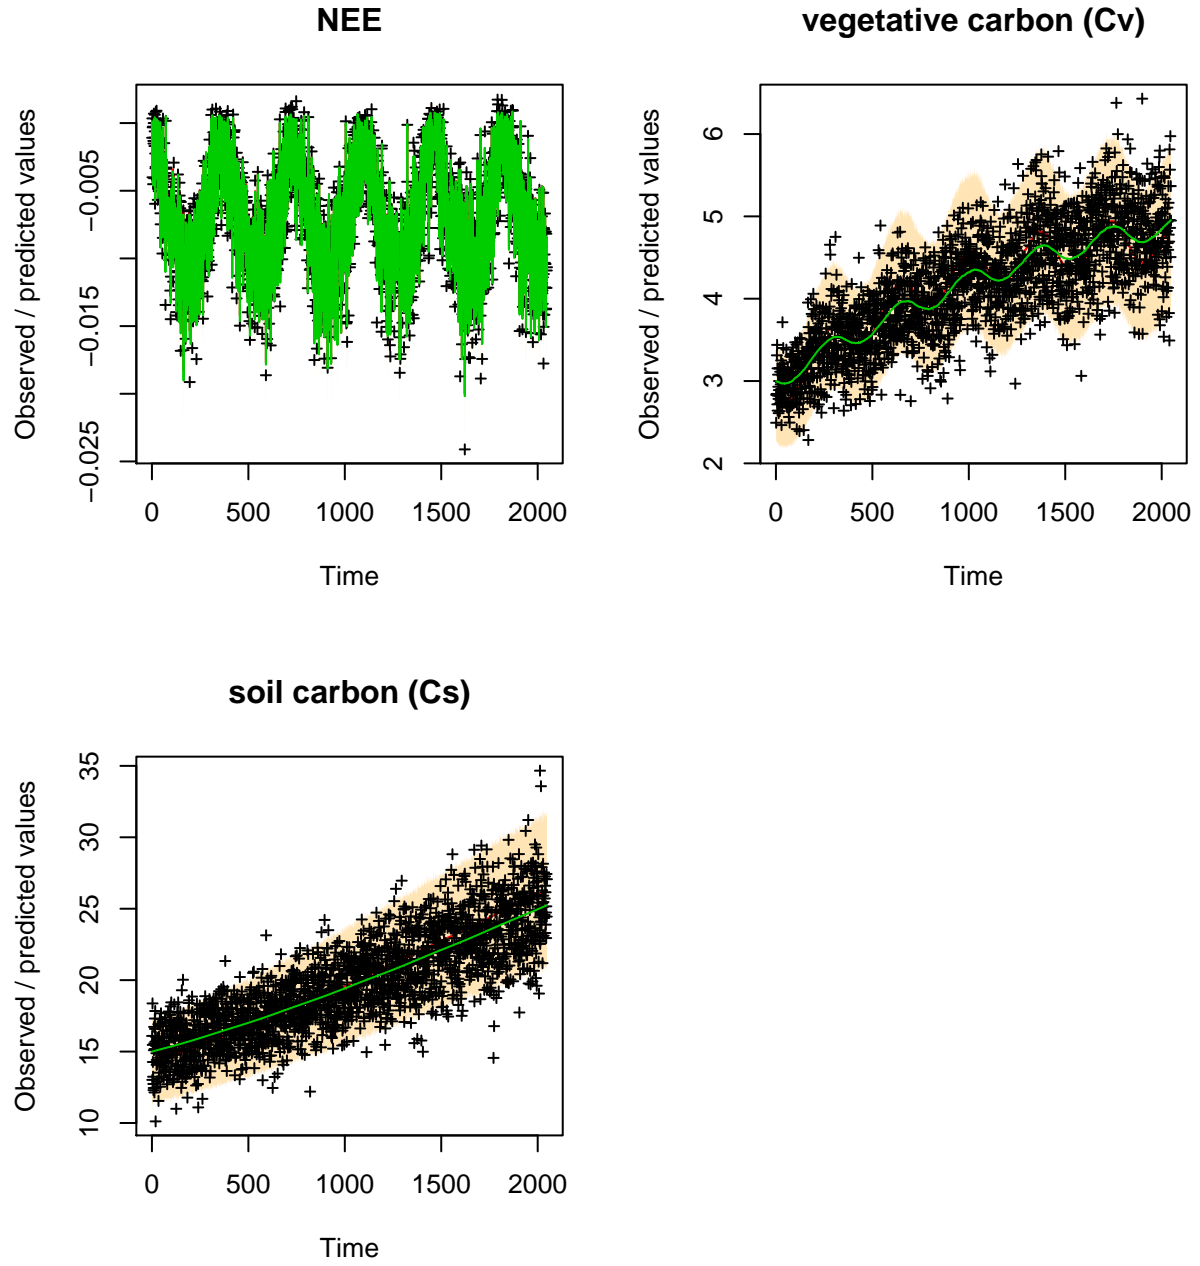 NEE
Observed / predicted values
−0.005
−0.015
−0.025
0 500 1000 1500 2000
Time
vegetative carbon (Cv)
Observed / predicted values
6
5
4
3
2
0 500 1000 1500 2000
Time
soil carbon (Cs)
Observed / predicted values
35
30
25
20
15
10
0 500 1000 1500 2000
Time